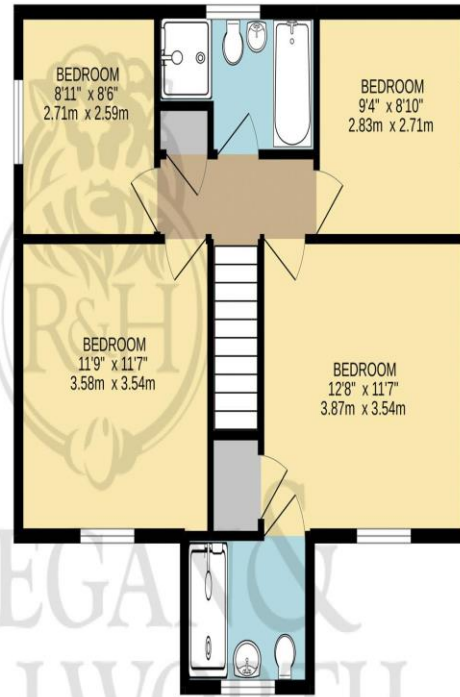 BEDROOM
8'11" x 8'6"
2.71m x 2.59m
BEDROOM
9'4" x 8'10"
2.83m x 2.71m
BEDROOM
11'9" x 11'7"
3.58m x 3.54m
BEDROOM
12'8" x 11'7"
3.87m x 3.54m
R&H
EGAN &